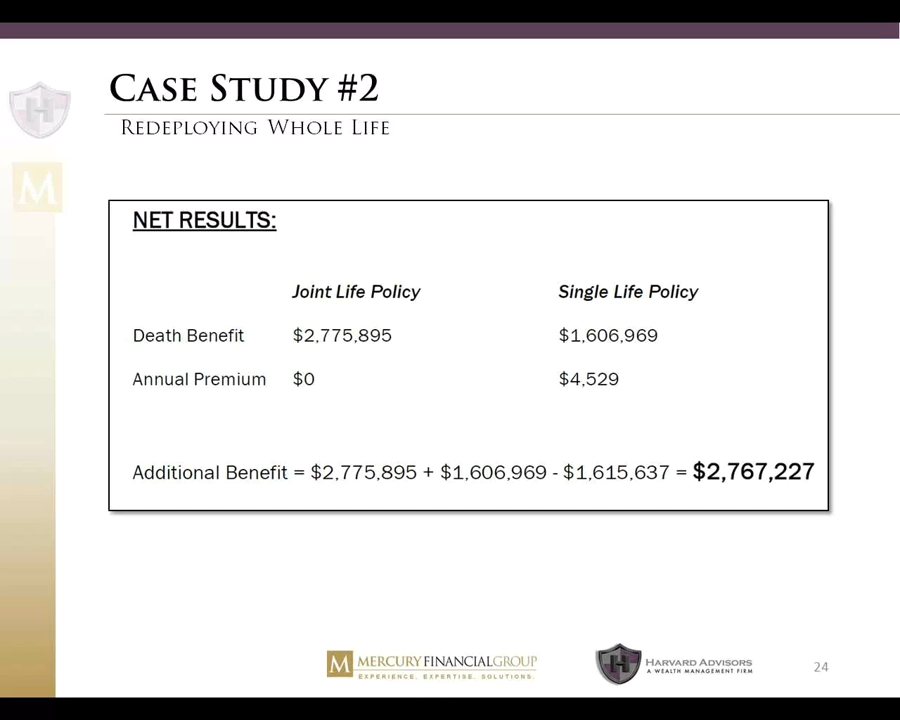 CASE STUDY #2
REDEPLOYING WHOLE LIFE
H
M
NET RESULTS:
Joint Life Policy Single Life Policy
Death Benefit $2,775,895 $1,606,969
Annual Premium $0 $4,529
Additional Benefit = $2,775,895 + $1,606,969 - $1,615,637 = $2,767,227
M MERCURY FINANCIAL GROUP
EXPERIENCE. EXPERTISE. SOLUTIONS.
H HARVARD ADVISORS
A WEALTH MANAGEMENT FIRM
24